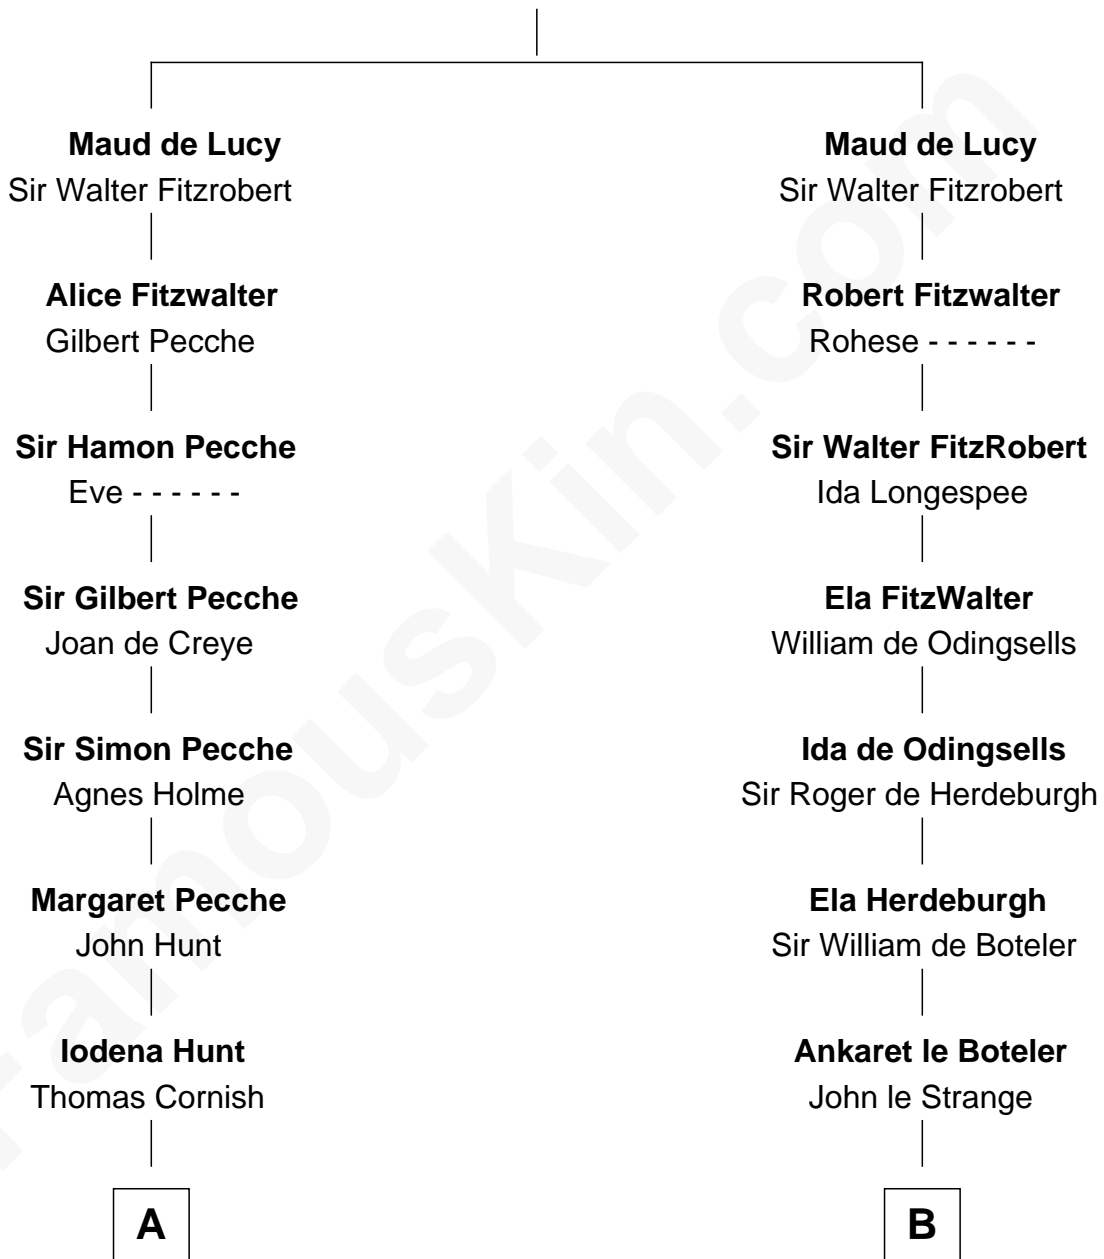 Maud de Lucy
Sir Walter Fitzrobert
Alice Fitzwalter
Gilbert Pecche
Sir Hamon Pecche
Eve - - - - - -
Sir Gilbert Pecche
Joan de Creye
Sir Simon Pecche
Agnes Holme
Margaret Pecche
John Hunt
Iodena Hunt
Thomas Cornish
A
Maud de Lucy
Sir Walter Fitzrobert
Robert Fitzwalter
Rohese - - - - - -
Sir Walter FitzRobert
Ida Longespee
Ela FitzWalter
William de Odingsells
Ida de Odingsells
Sir Roger de Herdeburgh
Ela Herdeburgh
Sir William de Boteler
Ankaret le Boteler
John le Strange
B
FamousKin.com